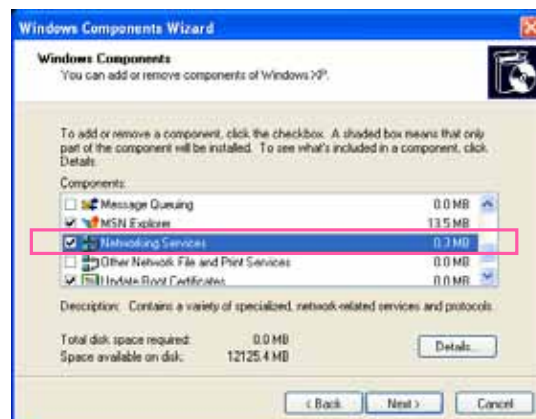 Windows Components Wizard
Windows Components
You can add or remove components of Windows XP.
To add or remove a component, click the checkbox. A shaded box means that only
part of the component will be installed. To see what's included in a component, click
Details.
Components:
Message Queuing 0.0 MB
MSN Explorer 13.5 MB
Networking Services 0.3 MB
Other Network File and Print Services 0.0 MB
Update Root Certificates 0.0 MB
Description: Contains a variety of specialized, network-related services and protocols.
Total disk space required: 0.0 MB
Space available on disk: 12125.4 MB
Details...
< Back
Next >
Cancel